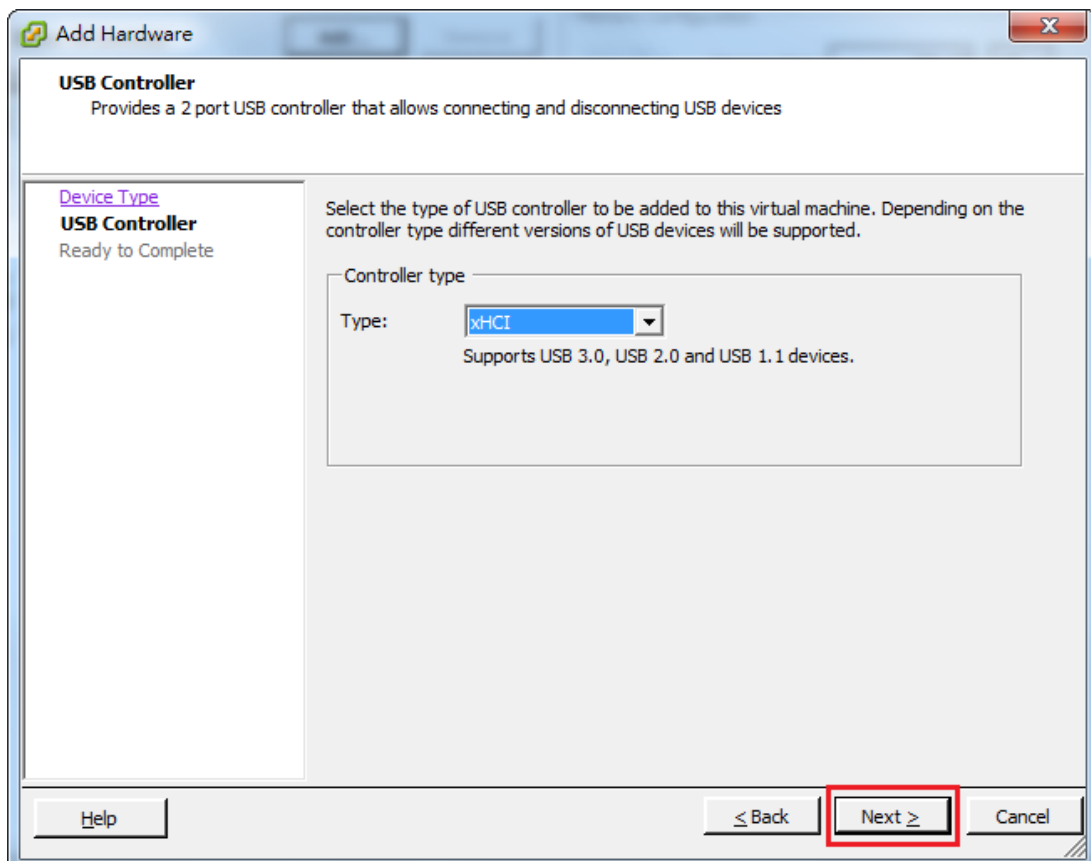 Add Hardware
USB Controller
Provides a 2 port USB controller that allows connecting and disconnecting USB devices
Device Type
USB Controller
Ready to Complete
Select the type of USB controller to be added to this virtual machine. Depending on the
controller type different versions of USB devices will be supported.
Controller type
Type:
xHCI
Supports USB 3.0, USB 2.0 and USB 1.1 devices.
Help
< Back
Next >
Cancel